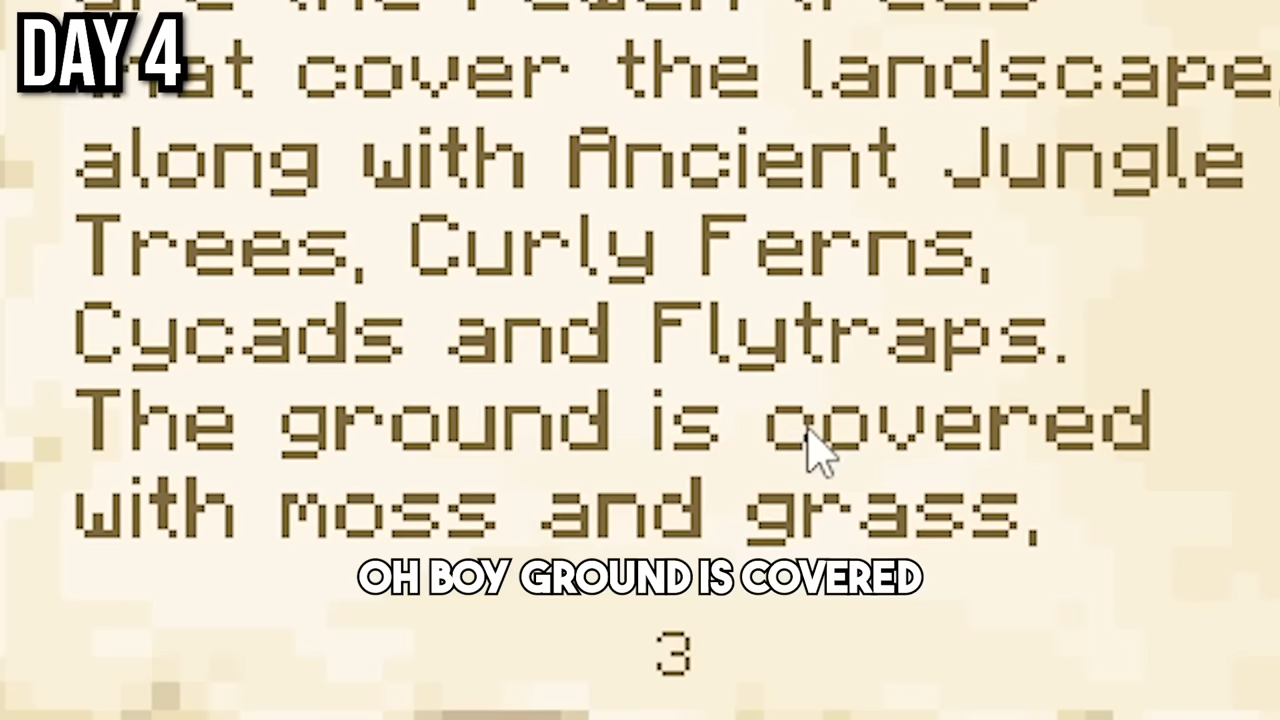 DAY 4
that cover the landscape,
along with Ancient Jungle
Trees, Curly Ferns,
Cycads and Flytraps.
The ground is covered
with moss and grass,
OH BOY GROUND IS COVERED
3